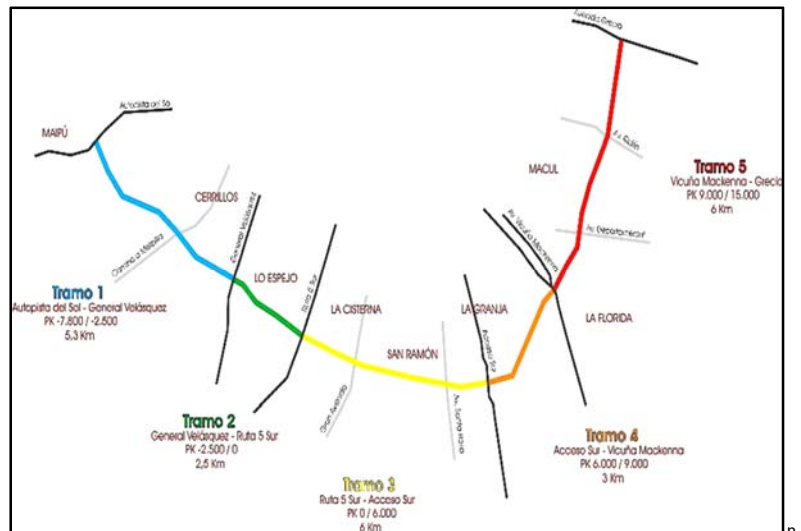 Avenida Grecia
Autopista del Sol
MAIPÚ
Av. Quilín
MACUL
Tramo 5
Vicuña Mackenna - Grecia
PK 9.000 / 15.000
6 Km
CERRILLOS
Camino a Melipilla
General Velásquez
Av. Vicuña Mackenna
Av. Departamental
LO ESPEJO
Ruta 5 Sur
Tramo 1
Autopista del Sol - General Velásquez
PK -7.800 / -2.500
5,3 Km
LA CISTERNA
LA GRANJA
LA FLORIDA
SAN RAMÓN
Acceso Sur
Gran Avenida
Av. Santa Rosa
Tramo 2
General Velásquez - Ruta 5 Sur
PK -2.500 / 0
2,5 Km
Tramo 4
Acceso Sur - Vicuña Mackenna
PK 6.000 / 9.000
3 Km
Tramo 3
Ruta 5 Sur - Acceso Sur
PK 0 / 6.000
6 Km